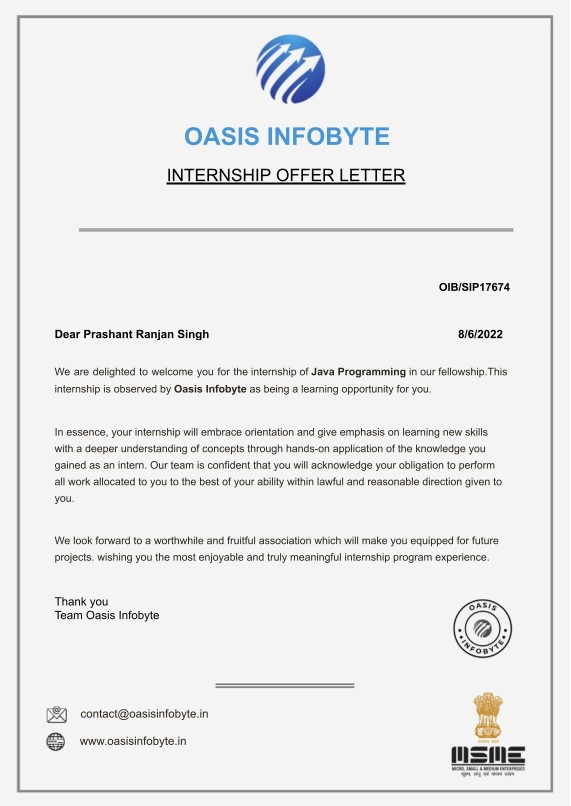 OASIS INFOBYTE
INTERNSHIP OFFER LETTER
OIB/SIP17674
Dear Prashant Ranjan Singh 8/6/2022
We are delighted to welcome you for the internship of Java Programming in our fellowship.This
internship is observed by Oasis Infobyte as being a learning opportunity for you.
In essence, your internship will embrace orientation and give emphasis on learning new skills
with a deeper understanding of concepts through hands-on application of the knowledge you
gained as an intern. Our team is confident that you will acknowledge your obligation to perform
all work allocated to you to the best of your ability within lawful and reasonable direction given to
you.
We look forward to a worthwhile and fruitful association which will make you equipped for future
projects. wishing you the most enjoyable and truly meaningful internship program experience.
Thank you
Team Oasis Infobyte
OASIS
INFOBYTE
contact@oasisinfobyte.in
www.oasisinfobyte.in
MSME
MICRO, SMALL & MEDIUM ENTERPRISES
सूक्ष्म, लघु एवं मध्यम उद्यम